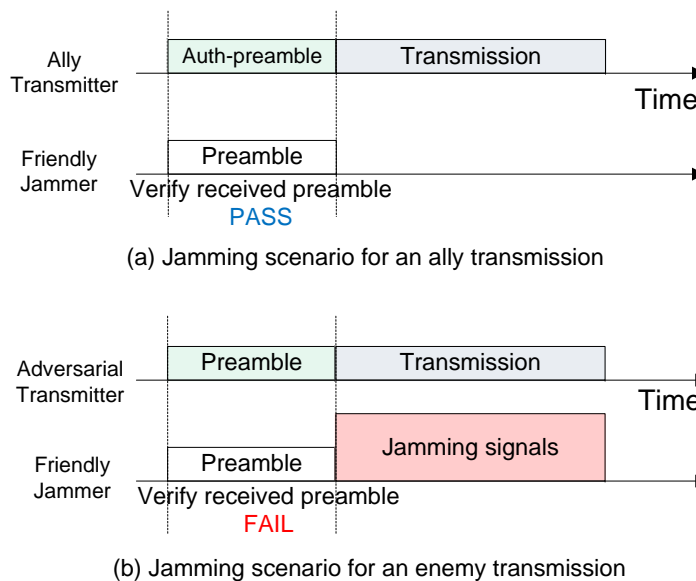 Ally
Transmitter
Auth-preamble
Transmission
Time
Friendly
Jammer
Preamble
Verify received preamble
PASS
(a) Jamming scenario for an ally transmission
Adversarial
Transmitter
Preamble
Transmission
Time
Friendly
Jammer
Preamble
Jamming signals
Verify received preamble
FAIL
(b) Jamming scenario for an enemy transmission